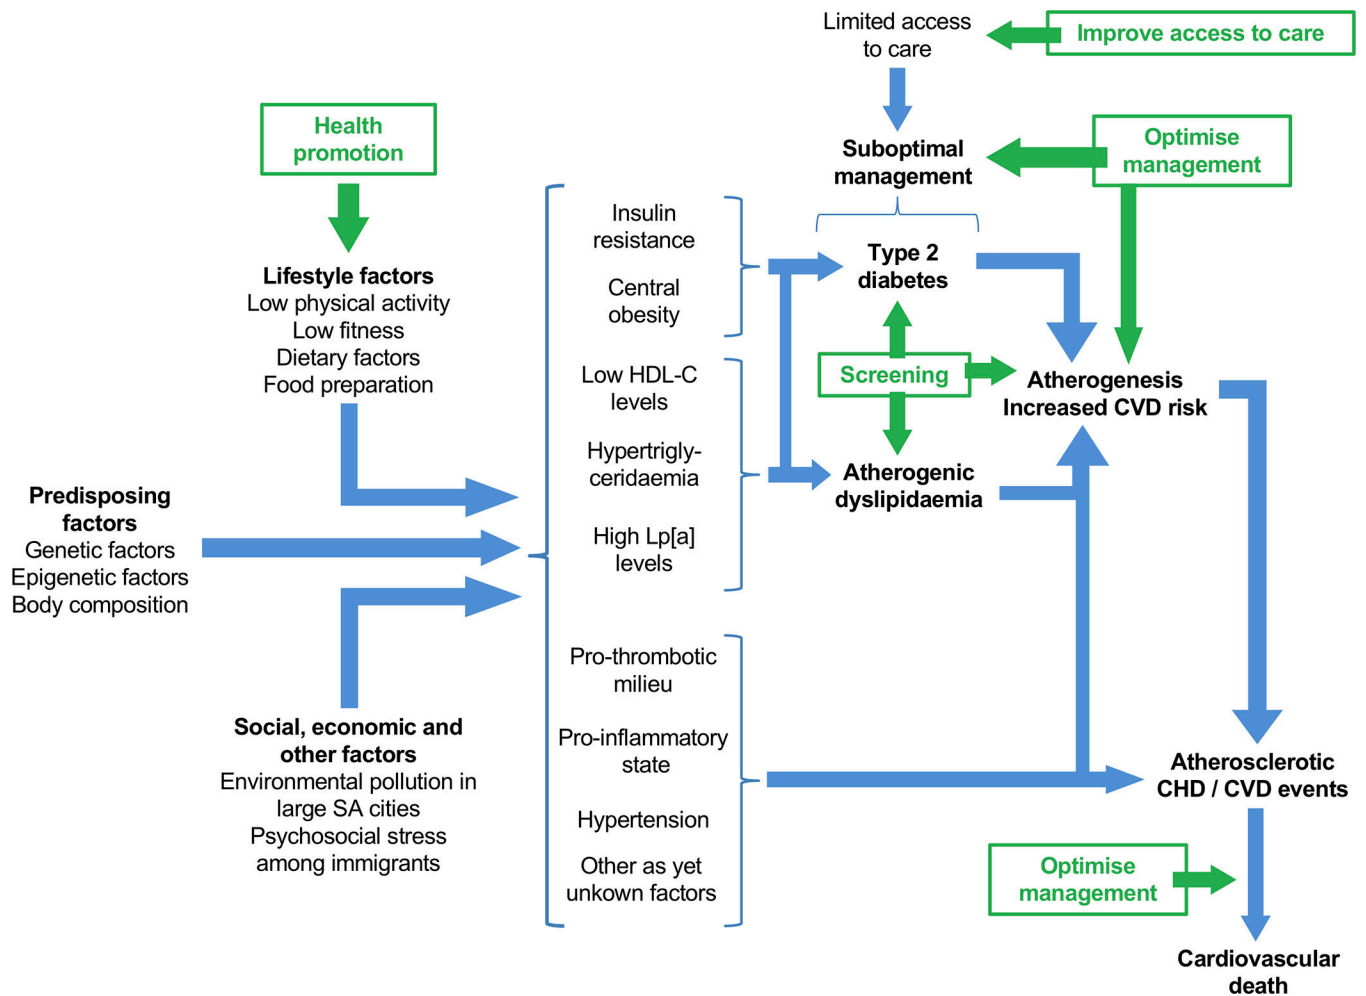 Limited access
to care
Improve access to care
Health
promotion
Suboptimal
management
Optimise
management
Insulin
resistance
Central
obesity
Type 2
diabetes
Lifestyle factors
Low physical activity
Low fitness
Dietary factors
Food preparation
Low HDL-C
levels
Hypertrigly-
ceridaemia
High Lp[a]
levels
Screening
Atherogenesis
Increased CVD risk
Atherogenic
dyslipidaemia
Predisposing
factors
Genetic factors
Epigenetic factors
Body composition
Social, economic and
other factors
Environmental pollution in
large SA cities
Psychosocial stress
among immigrants
Pro-thrombotic
milieu
Pro-inflammatory
state
Hypertension
Other as yet
unkown factors
Atherosclerotic
CHD / CVD events
Optimise
management
Cardiovascular
death